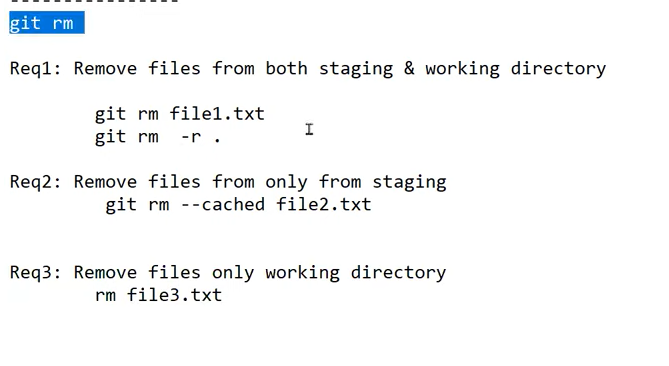 ----------------
git rm
Req1: Remove files from both staging & working directory
git rm file1.txt
git rm  -r .
Req2: Remove files from only from staging
git rm --cached file2.txt
Req3: Remove files only working directory
rm file3.txt